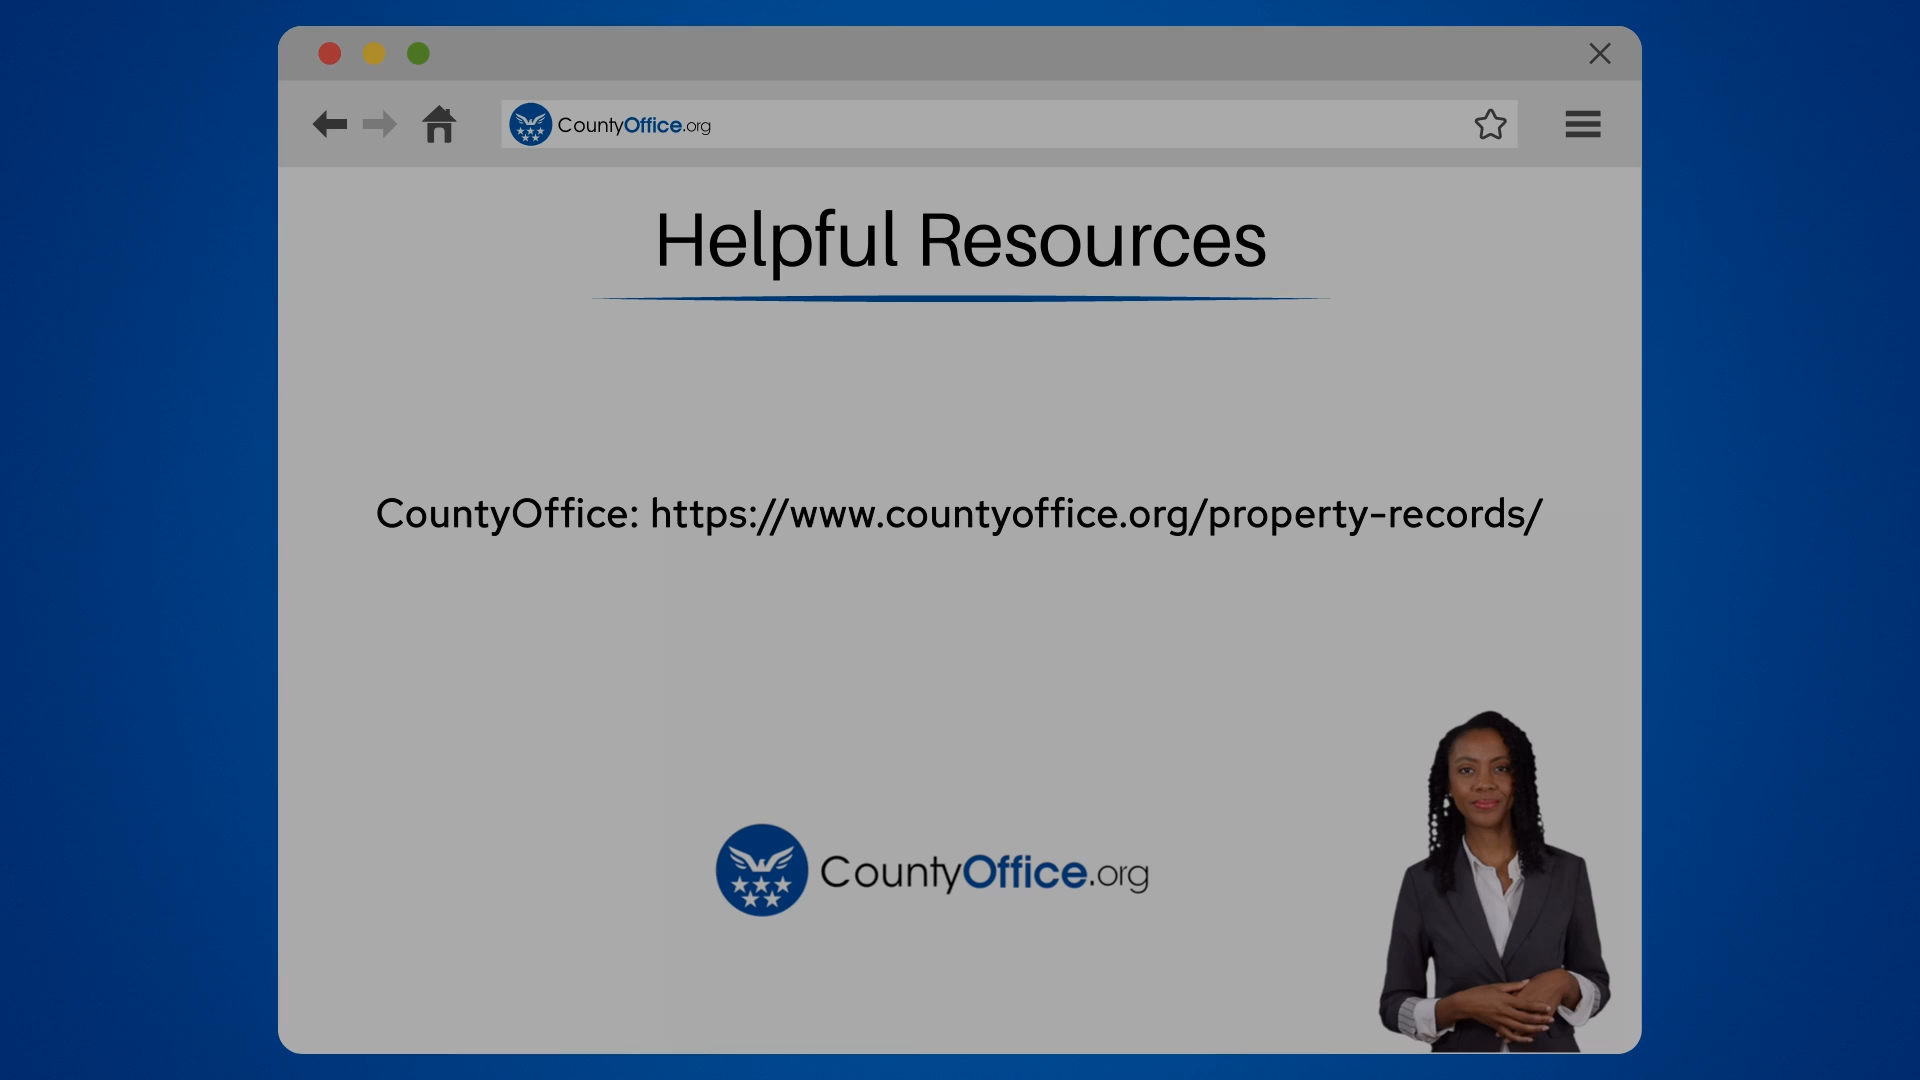 CountyOffice.org
Helpful Resources
CountyOffice: https://www.countyoffice.org/property-records/
CountyOffice.org